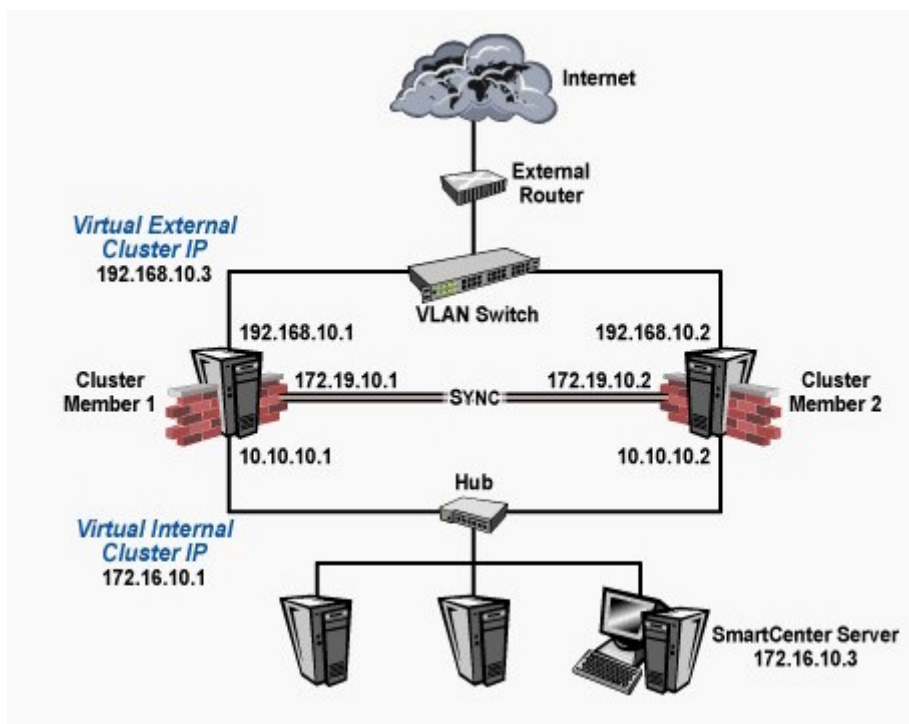 Internet
External
Router
Virtual External
Cluster IP
192.168.10.3
VLAN Switch
192.168.10.1
192.168.10.2
Cluster
Member 1
172.19.10.1
SYNC
172.19.10.2
Cluster
Member 2
10.10.10.1
10.10.10.2
Hub
Virtual Internal
Cluster IP
172.16.10.1
SmartCenter Server
172.16.10.3